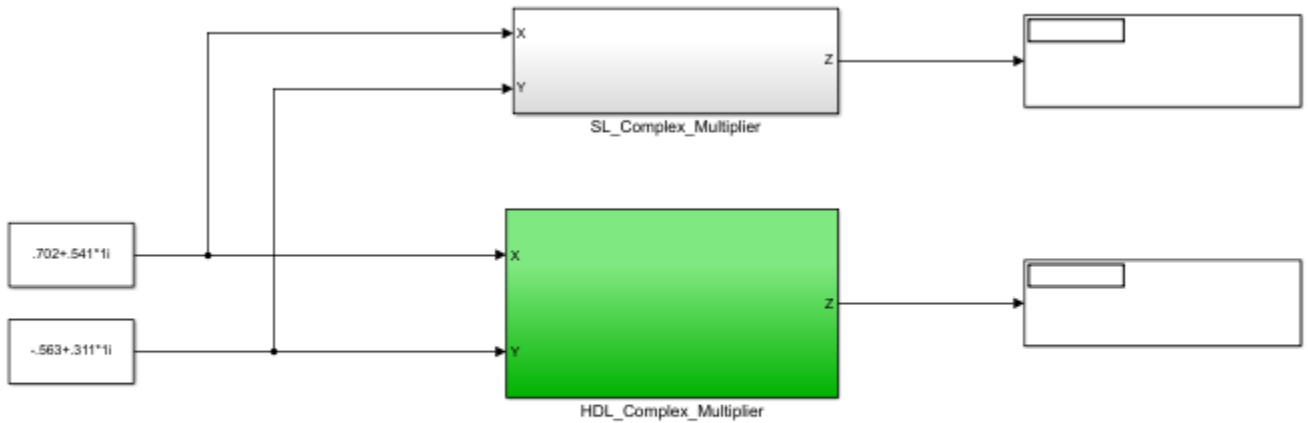 X
Y
Z
SL_Complex_Multiplier
.702+.541*1i
-.563+.311*1i
X
Y
Z
HDL_Complex_Multiplier